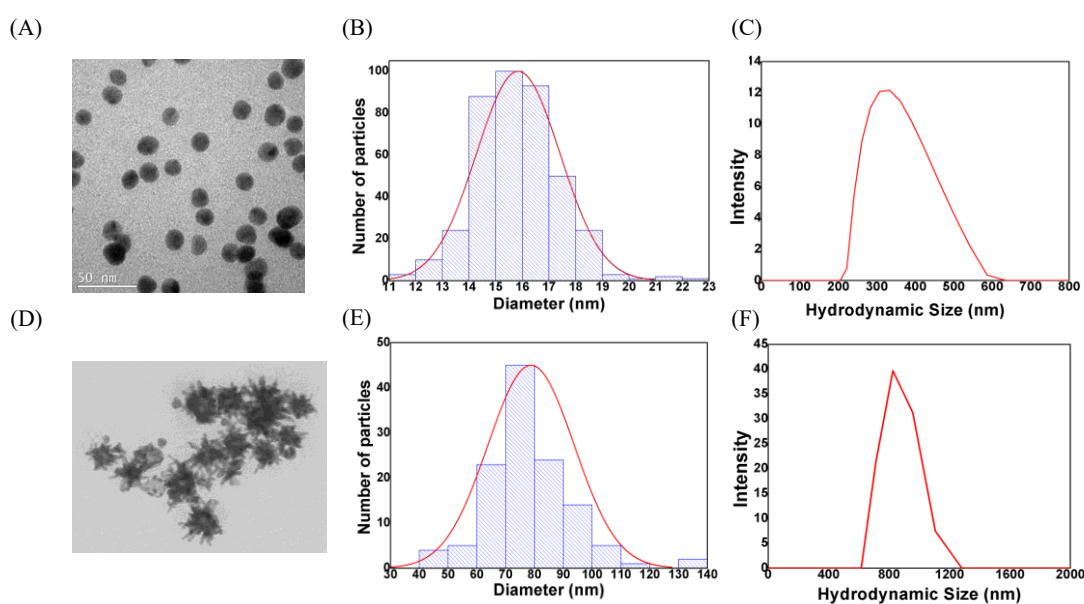 (A)
(B)
(C)
50 nm
Number of particles
100
80
60
40
20
0
11 12 13 14 15 16 17 18 19 20 21 22 23
Diameter (nm)
Intensity
14
12
10
8
6
4
2
0
0 100 200 300 400 500 600 700 800
Hydrodynamic Size (nm)
(D)
(E)
(F)
Number of particles
50
40
30
20
10
0
30 40 50 60 70 80 90 100 110 120 130 140
Diameter (nm)
Intensity
45
40
35
30
25
20
15
10
5
0
0 400 800 1200 1600 2000
Hydrodynamic Size (nm)